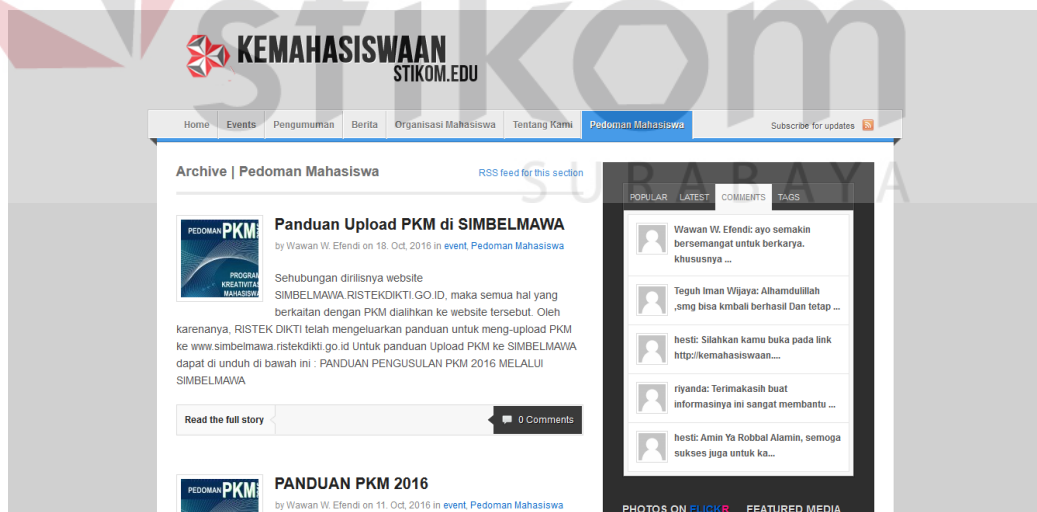 stikom
SURABAYA
KEMAHASISWAAN
STIKOM.EDU
Home Events Pengumuman Berita Organisasi Mahasiswa Tentang Kami Pedoman Mahasiswa Subscribe for updates
Archive | Pedoman Mahasiswa RSS feed for this section
PEDOMAN PKM
PROGRAM
KREATIVITAS
MAHASISWA
Panduan Upload PKM di SIMBELMAWA
by Wawan W. Efendi on 18. Oct, 2016 in event, Pedoman Mahasiswa
Sehubungan dirilisnya website
SIMBELMAWA.RISTEKDIKTI.GO.ID, maka semua hal yang
berkaitan dengan PKM dialihkan ke website tersebut. Oleh
karenanya, RISTEK DIKTI telah mengeluarkan panduan untuk meng-upload PKM
ke www.simbelmawa.ristekdikti.go.id Untuk panduan Upload PKM ke SIMBELMAWA
dapat di unduh di bawah ini : PANDUAN PENGUSULAN PKM 2016 MELALUI
SIMBELMAWA
Read the full story 0 Comments
PEDOMAN PKM
PANDUAN PKM 2016
by Wawan W. Efendi on 11. Oct, 2016 in event, Pedoman Mahasiswa
POPULAR LATEST COMMENTS TAGS
Wawan W. Efendi: ayo semakin
bersemangat untuk berkarya.
khususnya ...
Teguh Iman Wijaya: Alhamdulillah
,smg bisa kmbali berhasil Dan tetap ...
hesti: Silahkan kamu buka pada link
http://kemahasiswaan....
riyanda: Terimakasih buat
informasinya ini sangat membantu ...
hesti: Amin Ya Robbal Alamin, semoga
sukses juga untuk ka...
PHOTOS ON FLICKR FEATURED MEDIA